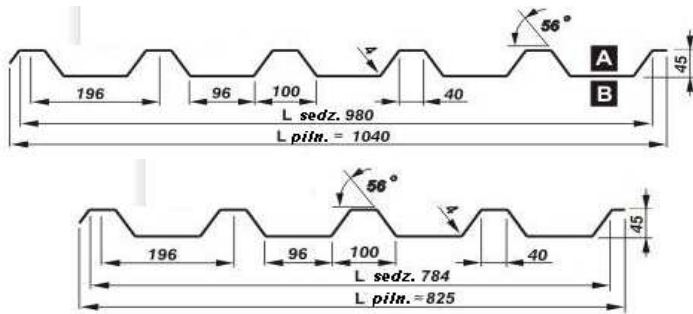 56°
A
B
45
4
196 96 100 40
L sedz. 980
L piln. = 1040
56°
45
4
196 96 100 40
L sedz. 784
L piln. = 825